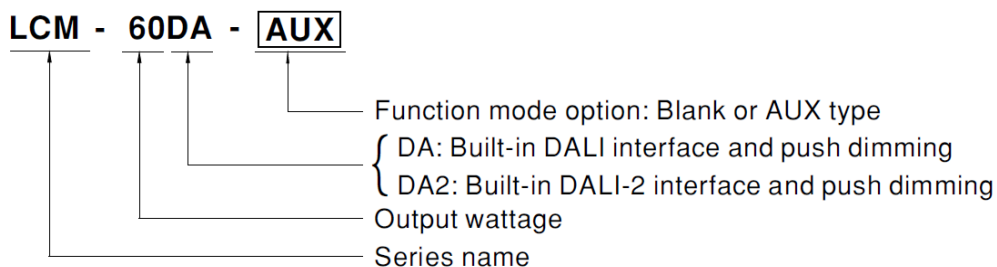 LCM - 60DA - AUX
Function mode option: Blank or AUX type
DA: Built-in DALI interface and push dimming
DA2: Built-in DALI-2 interface and push dimming
Output wattage
Series name